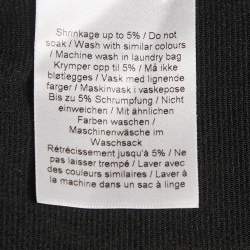 Shrinkage up to 5% / Do not
soak / Wash with similar colours
/ Machine wash in laundry bag
Krymper opp til 5% / Må ikke
bløtlegges / Vask med lignende
farger / Maskinvask i vaskepose
Bis zu 5% Schrumpfung / Nicht
einweichen / Mit ähnlichen
Farben waschen /
Maschinenwäsche im
Waschsack
Rétrécissement jusqu'à 5% / Ne
pas laisser tremper / Laver avec
des couleurs similaires / Laver à
la machine dans un sac à linge